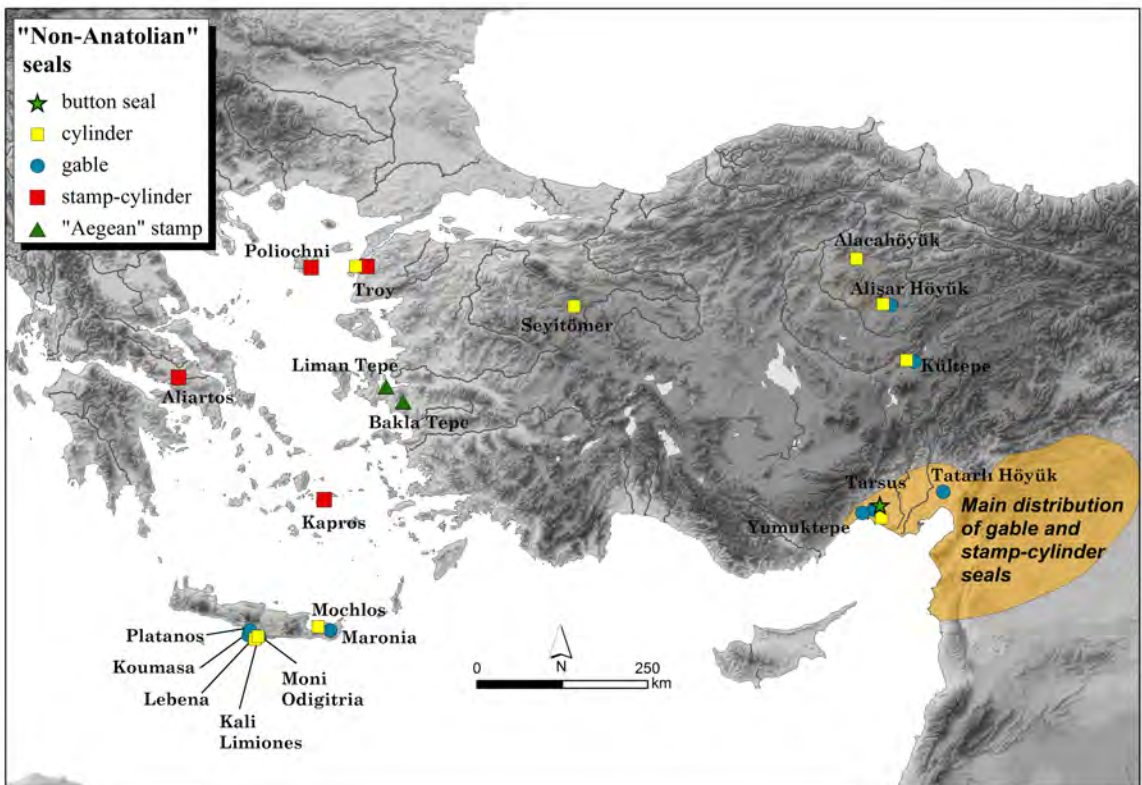 "Non-Anatolian"
seals
button seal
cylinder
gable
stamp-cylinder
"Aegean" stamp
Poliochni
Troy
Alacahöyük
Alişar Höyük
Seyitömer
Liman Tepe
Kültepe
Aliartos
Bakla Tepe
Tarsus
Tatarlı Höyük
Kapros
Yumuktepe
Main distribution
of gable and
stamp-cylinder
seals
Mochlos
Platanos
Maronia
Koumasa
Lebena
Moni
Odigitria
Kali
Limiones
0
250
N
km